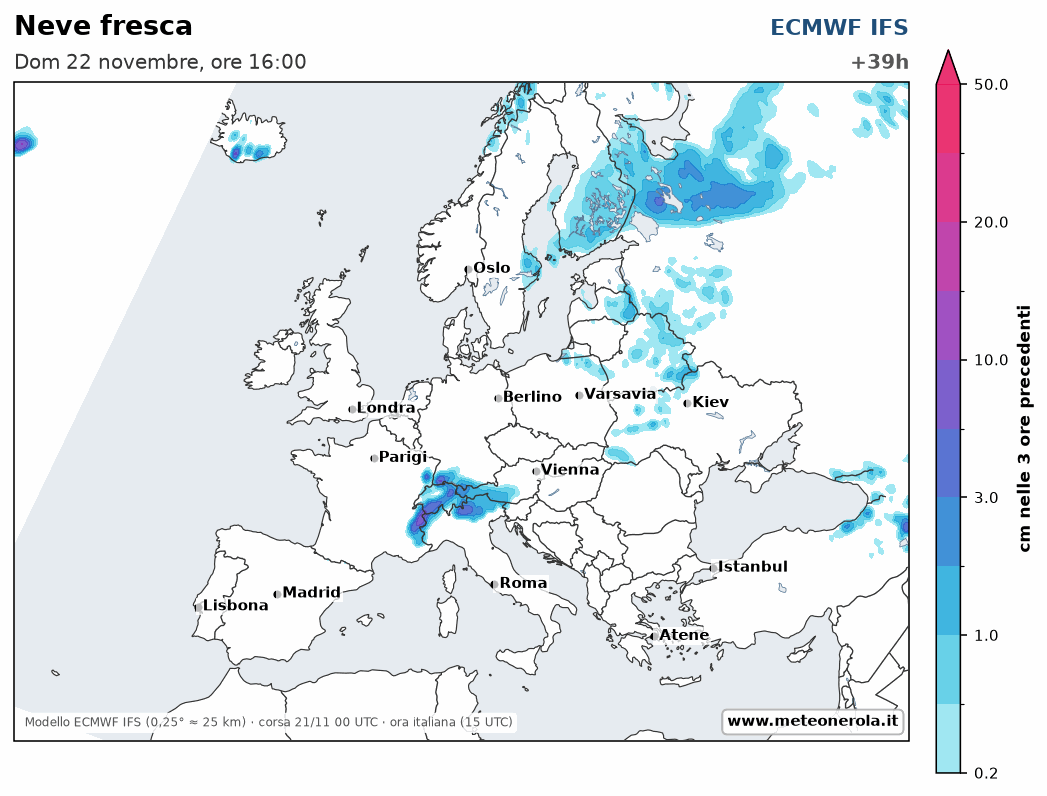 Neve fresca
ECMWF IFS
Dom 22 novembre, ore 16:00
+39h
50.0
20.0
10.0
3.0
1.0
0.2
cm nelle 3 ore precedenti
Oslo
Berlino
Varsavia
Kiev
Londra
Parigi
Vienna
Istanbul
Roma
Madrid
Lisbona
Atene
Modello ECMWF IFS (0,25° ≈ 25 km) · corsa 21/11 00 UTC · ora italiana (15 UTC)
www.meteonerola.it